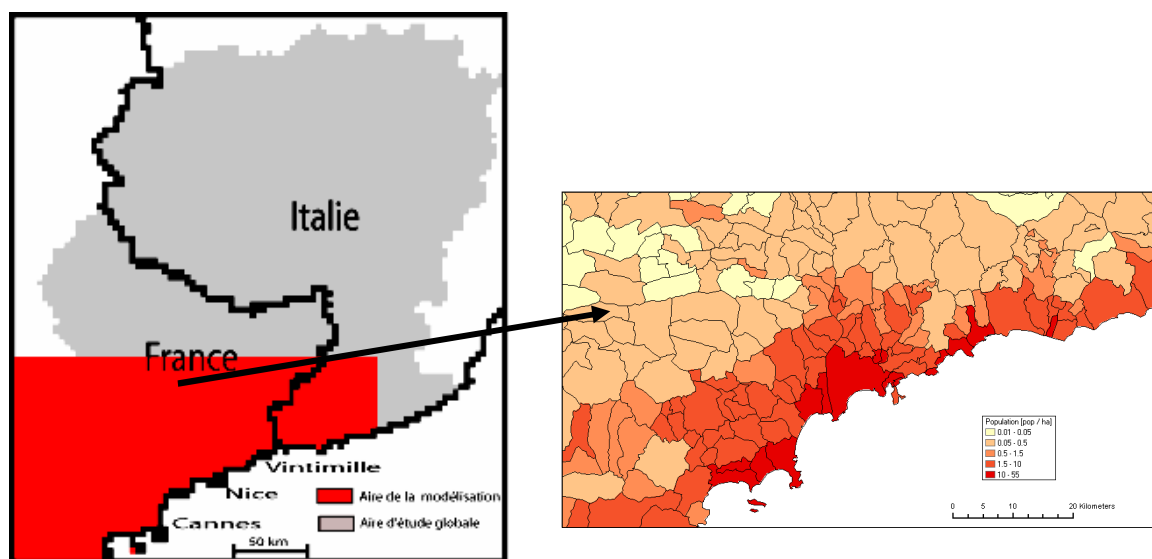 Italie
France
Vintimille
Nice
Cannes
Aire de la modélisation
Aire d'étude globale
50 km
Population [pop / ha]
0.01 - 0.05
0.05 - 0.5
0.5 - 1.5
1.5 - 10
10 - 55
0 5 10 20 Kilometers